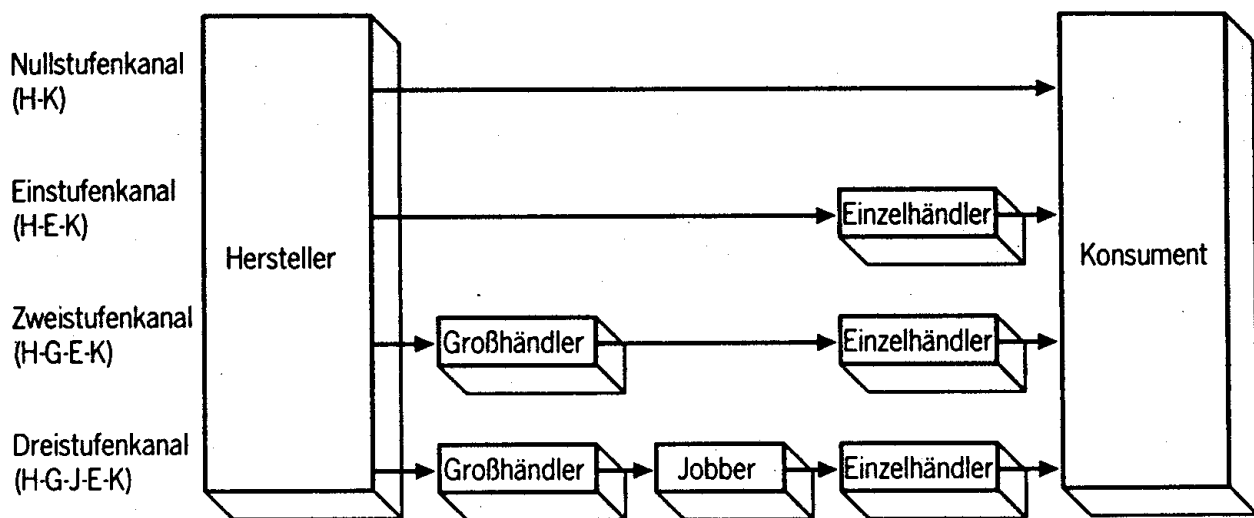 Nullstufenkanal
(H-K)
Einstufenkanal
(H-E-K)
Einzelhändler
Hersteller
Konsument
Zweistufenkanal
(H-G-E-K)
Großhändler
Einzelhändler
Dreistufenkanal
(H-G-J-E-K)
Großhändler
Jobber
Einzelhändler